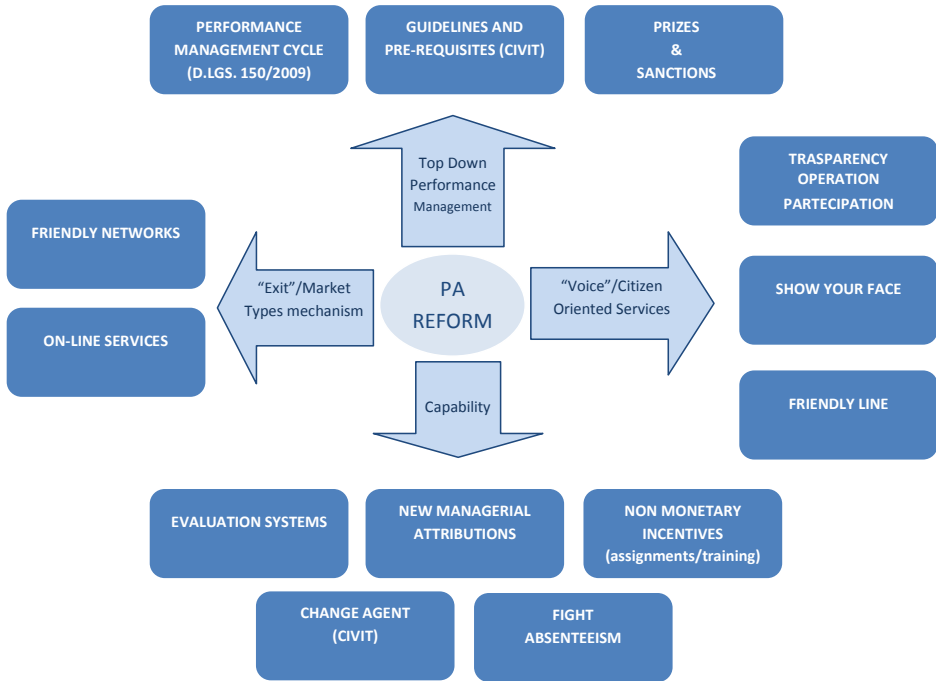 PERFORMANCE
MANAGEMENT CYCLE
(D.LGS. 150/2009)
GUIDELINES AND
PRE-REQUISITES (CIVIT)
PRIZES
&
SANCTIONS
Top Down
Performance
Management
TRASPARENCY
OPERATION
PARTECIPATION
FRIENDLY NETWORKS
"Exit"/Market
Types mechanism
PA
REFORM
"Voice"/Citizen
Oriented Services
SHOW YOUR FACE
ON-LINE SERVICES
FRIENDLY LINE
Capability
EVALUATION SYSTEMS
NEW MANAGERIAL
ATTRIBUTIONS
NON MONETARY
INCENTIVES
(assignments/training)
CHANGE AGENT
(CIVIT)
FIGHT
ABSENTEEISM